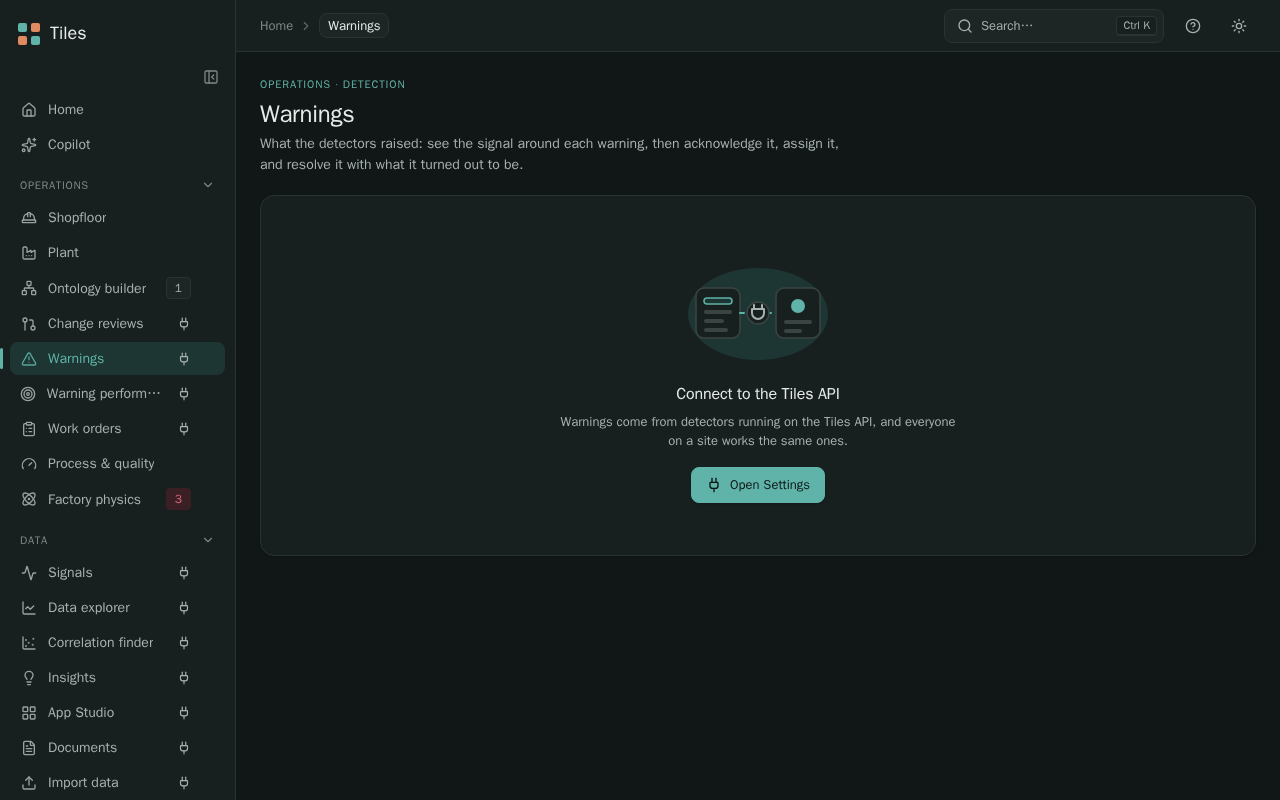 Tiles
Home
Copilot
OPERATIONS
Shopfloor
Plant
Ontology builder 1
Change reviews
Warnings
Warning perform···
Work orders
Process & quality
Factory physics 3
DATA
Signals
Data explorer
Correlation finder
Insights
App Studio
Documents
Import data
Home Warnings
Search··· Ctrl K
OPERATIONS · DETECTION
Warnings
What the detectors raised: see the signal around each warning, then acknowledge it, assign it,
and resolve it with what it turned out to be.
Connect to the Tiles API
Warnings come from detectors running on the Tiles API, and everyone
on a site works the same ones.
Open Settings